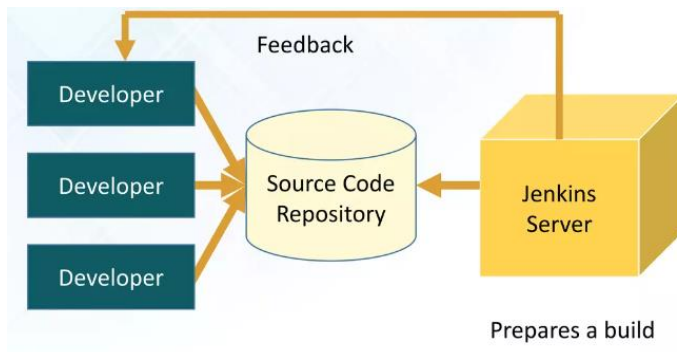 Feedback
Developer
Developer
Developer
Source Code
Repository
Jenkins
Server
Prepares a build